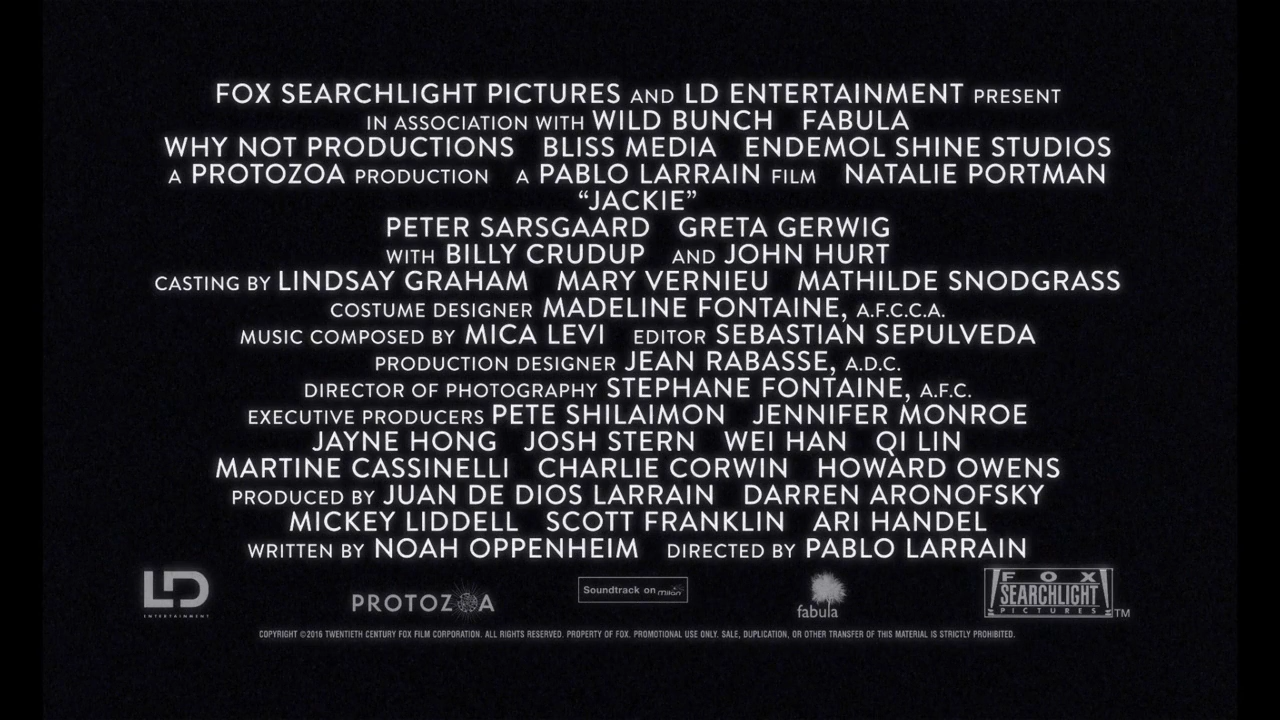 FOX SEARCHLIGHT PICTURES AND LD ENTERTAINMENT PRESENT
IN ASSOCIATION WITH WILD BUNCH FABULA
WHY NOT PRODUCTIONS BLISS MEDIA ENDEMOL SHINE STUDIOS
A PROTOZOA PRODUCTION A PABLO LARRAIN FILM NATALIE PORTMAN
“JACKIE”
PETER SARSGAARD GRETA GERWIG
WITH BILLY CRUDUP AND JOHN HURT
CASTING BY LINDSAY GRAHAM MARY VERNIEU MATHILDE SNODGRASS
COSTUME DESIGNER MADELINE FONTAINE, A.F.C.C.A.
MUSIC COMPOSED BY MICA LEVI EDITOR SEBASTIAN SEPULVEDA
PRODUCTION DESIGNER JEAN RABASSE, A.D.C.
DIRECTOR OF PHOTOGRAPHY STEPHANE FONTAINE, A.F.C.
EXECUTIVE PRODUCERS PETE SHILAIMON JENNIFER MONROE
JAYNE HONG JOSH STERN WEI HAN QI LIN
MARTINE CASSINELLI CHARLIE CORWIN HOWARD OWENS
PRODUCED BY JUAN DE DIOS LARRAIN DARREN ARONOFSKY
MICKEY LIDDELL SCOTT FRANKLIN ARI HANDEL
WRITTEN BY NOAH OPPENHEIM DIRECTED BY PABLO LARRAIN
LD ENTERTAINMENT
PROTOZOA
Soundtrack on milan
fabula
FOX SEARCHLIGHT PICTURES TM
COPYRIGHT ©2016 TWENTIETH CENTURY FOX FILM CORPORATION. ALL RIGHTS RESERVED. PROPERTY OF FOX. PROMOTIONAL USE ONLY. SALE, DUPLICATION, OR OTHER TRANSFER OF THIS MATERIAL IS STRICTLY PROHIBITED.